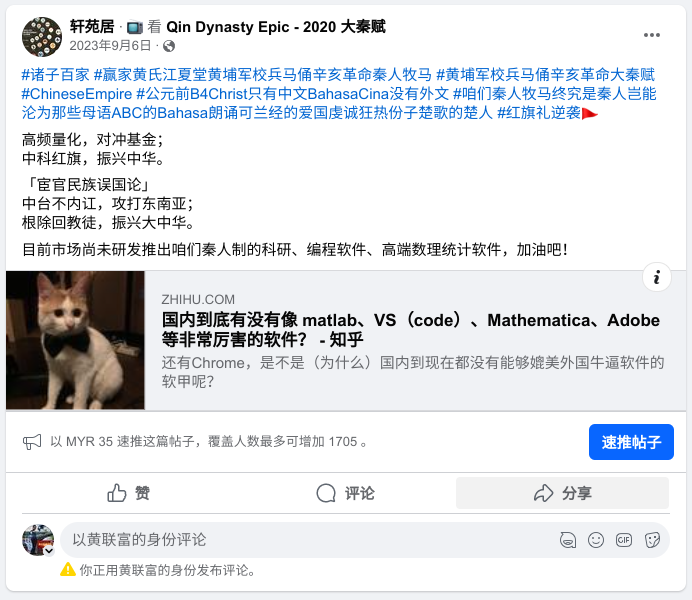 轩苑居 · 📺 看 Qin Dynasty Epic - 2020 大秦赋
2023年9月6日 ·
#诸子百家 #赢家黄氏江夏堂黄埔军校兵马俑辛亥革命秦人牧马 #黄埔军校兵马俑辛亥革命大秦赋
#ChineseEmpire #公元前B4Christ只有中文BahasaCina没有外文 #咱们秦人牧马终究是秦人岂能
沦为那些母语ABC的Bahasa朗诵可兰经的爱国虔诚狂热份子楚歌的楚人 #红旗礼逆袭🚩
高频量化，对冲基金；
中科红旗，振兴中华。
「宦官民族误国论」
中台不内讧，攻打东南亚；
根除回教徒，振兴大中华。
目前市场尚未研发推出咱们秦人制的科研、编程软件、高端数理统计软件，加油吧！
ZHIHU.COM
国内到底有没有像 matlab、VS（code）、Mathematica、Adobe
等非常厉害的软件？ - 知乎
还有Chrome，是不是（为什么）国内到现在都没有能够媲美外国牛逼软件的
软甲呢？
以 MYR 35 速推这篇帖子，覆盖人数最多可增加 1705 。
速推帖子
赞
评论
分享
以黄联富的身份评论
GIF
你正用黄联富的身份发布评论。